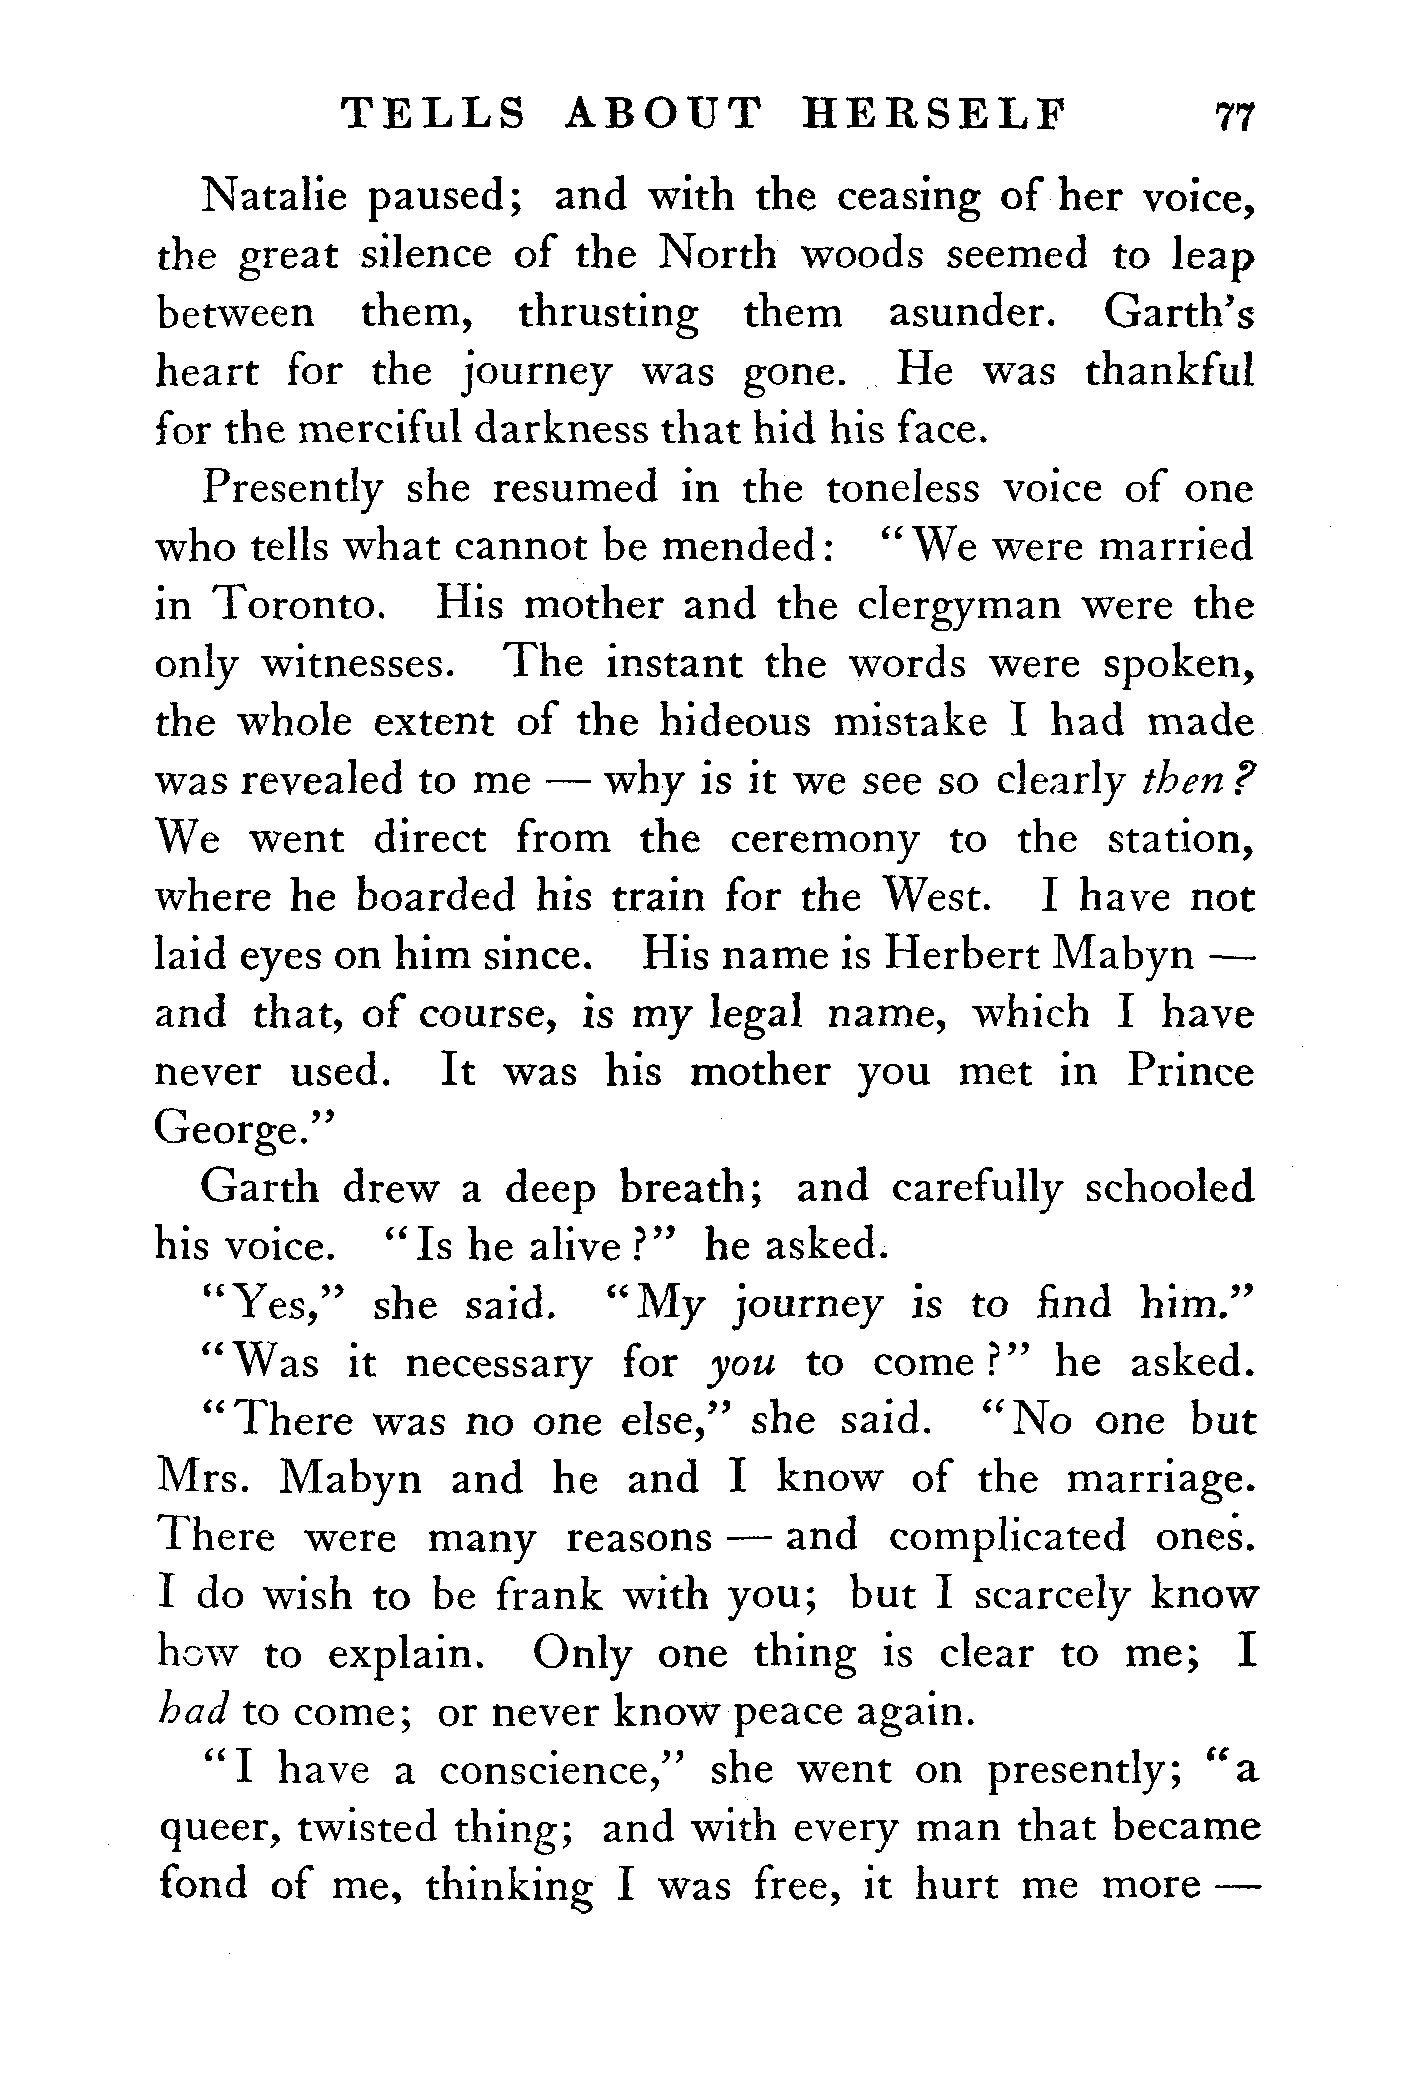 TELLS ABOUT HERSELF 77
Natalie paused; and with the ceasing of her voice,
the great silence of the North woods seemed to leap
between them, thrusting them asunder. Garth's
heart for the journey was gone. He was thankful
for the merciful darkness that hid his face.
Presently she resumed in the toneless voice of one
who tells what cannot be mended: "We were married
in Toronto. His mother and the clergyman were the
only witnesses. The instant the words were spoken,
the whole extent of the hideous mistake I had made
was revealed to me — why is it we see so clearly then?
We went direct from the ceremony to the station,
where he boarded his train for the West. I have not
laid eyes on him since. His name is Herbert Mabyn —
and that, of course, is my legal name, which I have
never used. It was his mother you met in Prince
George."
Garth drew a deep breath; and carefully schooled
his voice. "Is he alive?" he asked.
"Yes," she said. "My journey is to find him."
"Was it necessary for you to come?" he asked.
"There was no one else," she said. "No one but
Mrs. Mabyn and he and I know of the marriage.
There were many reasons — and complicated ones.
I do wish to be frank with you; but I scarcely know
how to explain. Only one thing is clear to me; I
had to come; or never know peace again.
"I have a conscience," she went on presently; "a
queer, twisted thing; and with every man that became
fond of me, thinking I was free, it hurt me more —